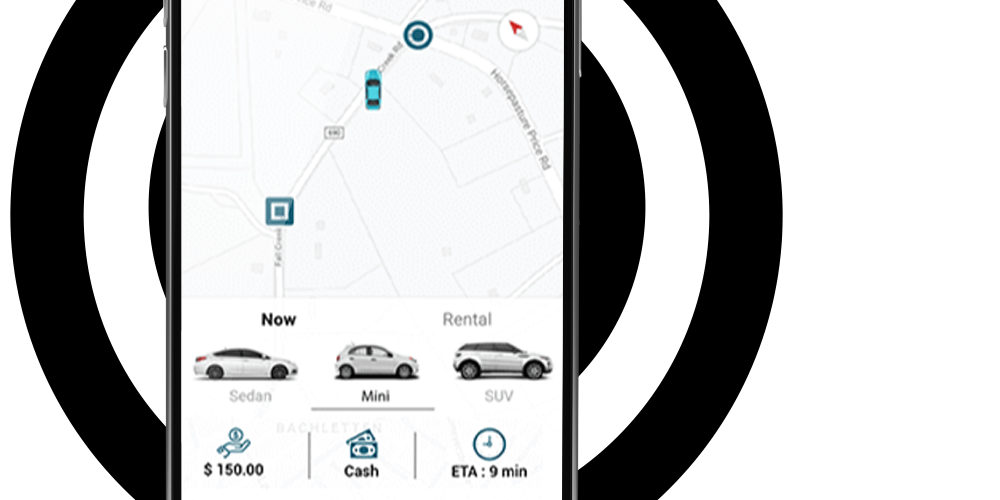 ice Rd
Creek Rd
Horsepasture Price Rd
690
Fall Creek
Now
Rental
Sedan
Mini
SUV
BACHLETTEN
$ 150.00
Cash
ETA : 9 min